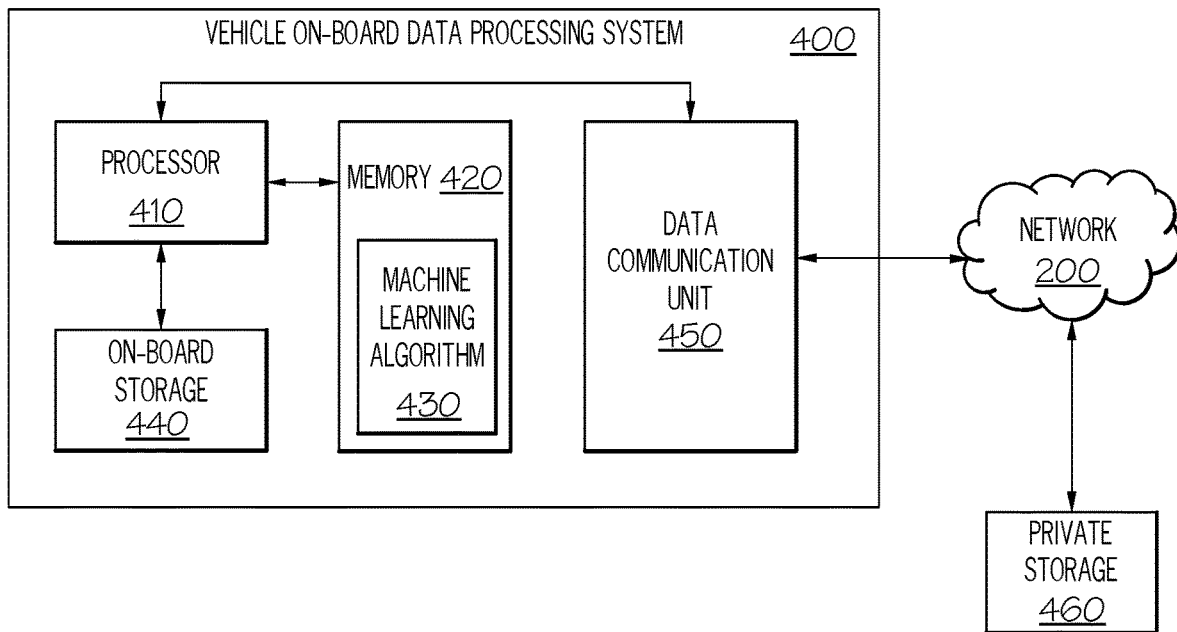 VEHICLE ON-BOARD DATA PROCESSING SYSTEM
400
PROCESSOR
410
MEMORY 420
MACHINE
LEARNING
ALGORITHM
430
ON-BOARD
STORAGE
440
DATA
COMMUNICATION
UNIT
450
NETWORK
200
PRIVATE
STORAGE
460